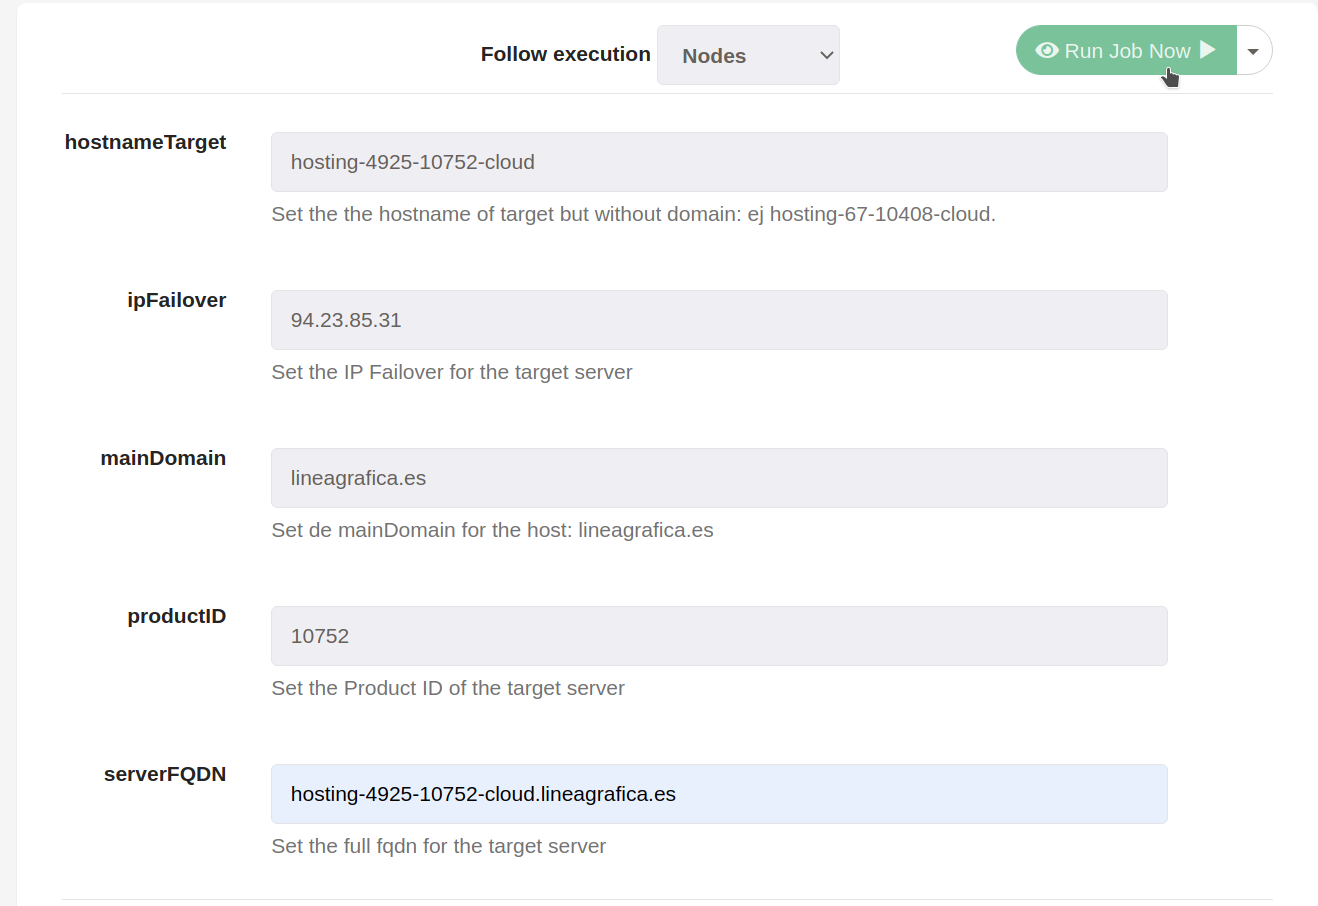 Follow execution Nodes Run Job Now
hostnameTarget hosting-4925-10752-cloud
Set the the hostname of target but without domain: ej hosting-67-10408-cloud.
ipFailover 94.23.85.31
Set the IP Failover for the target server
mainDomain lineagrafica.es
Set de mainDomain for the host: lineagrafica.es
productID 10752
Set the Product ID of the target server
serverFQDN hosting-4925-10752-cloud.lineagrafica.es
Set the full fqdn for the target server